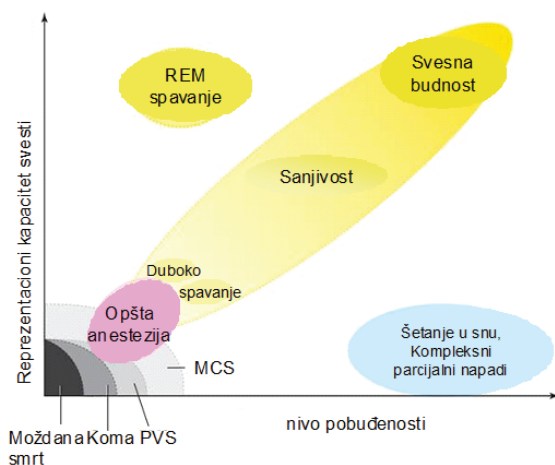 Reprezentacioni kapacitet svesti
REM
spavanje
Svesna
budnost
Sanjivost
Duboko
spavanje
Opšta
anestezija
MCS
Šetanje u snu,
Kompleksni
parcijalni napadi
Moždana
smrt
Koma
PVS
nivo pobuđenosti